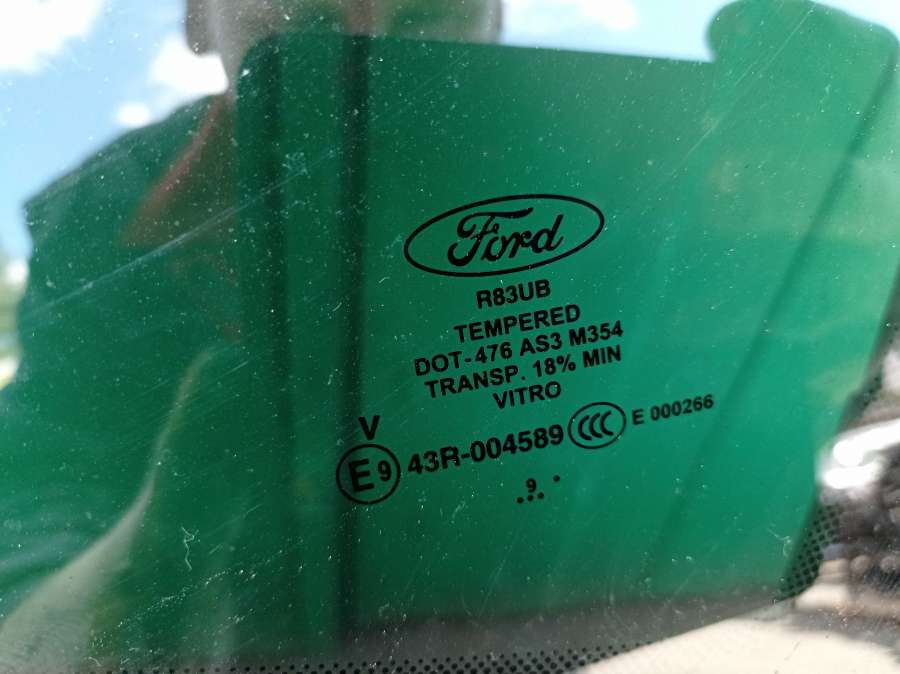 Ford
R83UB
TEMPERED
DOT-476 AS3 M354
TRANSP. 18% MIN
VITRO
V
E9 43R-004589 CCC E 000266
9